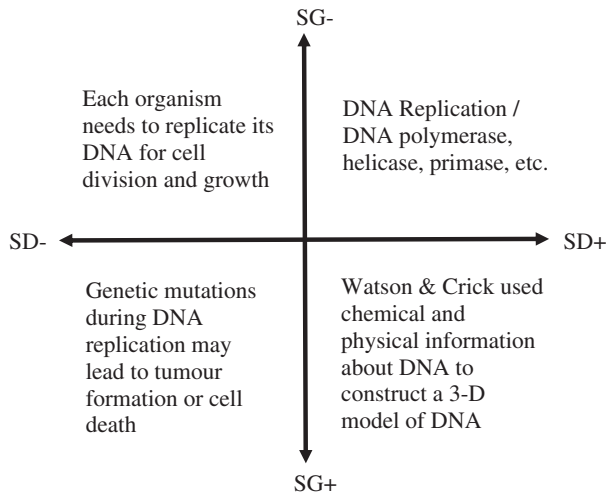 SG-
Each organism
needs to replicate its
DNA for cell
division and growth
DNA Replication /
DNA polymerase,
helicase, primase, etc.
SD-
SD+
Genetic mutations
during DNA
replication may
lead to tumour
formation or cell
death
Watson & Crick used
chemical and
physical information
about DNA to
construct a 3-D
model of DNA
SG+